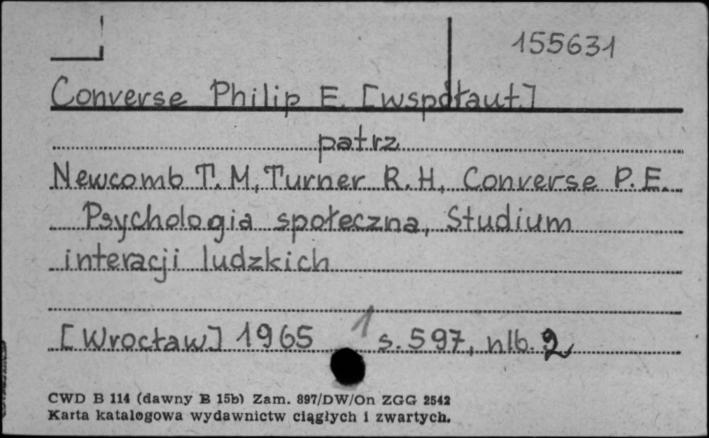 155631
Converse Philip E. [współaut.]
patrz
Newcomb T.M, Turner R.H, Converse P.E.
Psychologia społeczna, Studium
interacji ludzkich
[Wrocław] 1965 1 s. 597, nlb. 2
CWD B 114 (dawny B 15b) Zam. 897/DW/On ZGG 2542
Karta katalogowa wydawnictw ciągłych i zwartych.